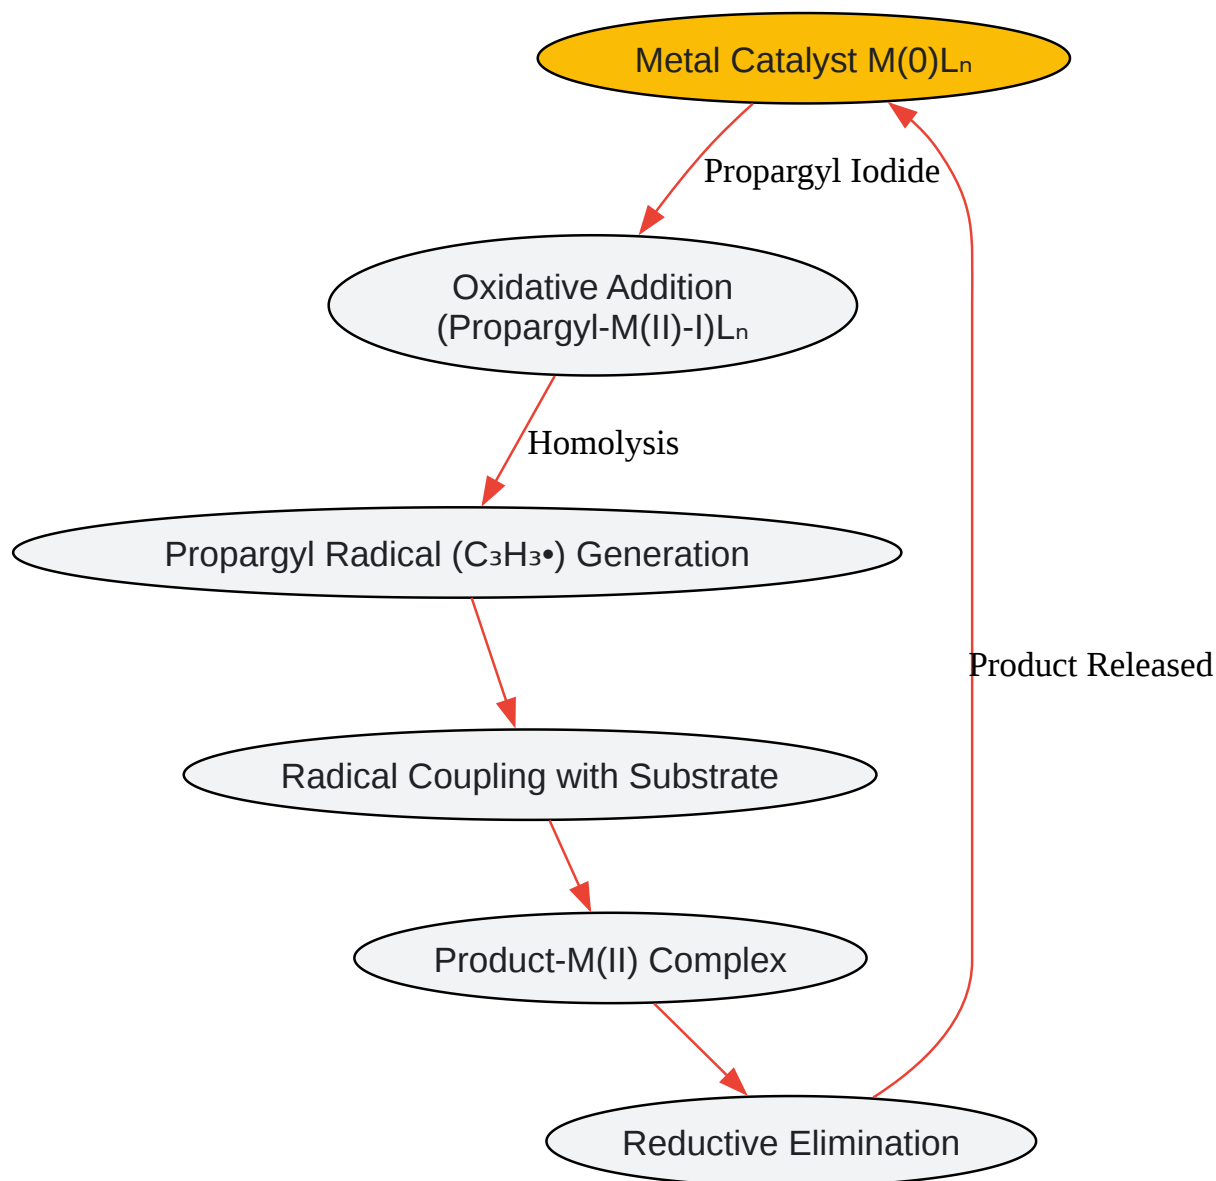 Metal Catalyst M(0)Lₙ
Propargyl Iodide
Oxidative Addition
(Propargyl-M(II)-I)Lₙ
Homolysis
Propargyl Radical (C₃H₃•) Generation
Product Released
Radical Coupling with Substrate
Product-M(II) Complex
Reductive Elimination